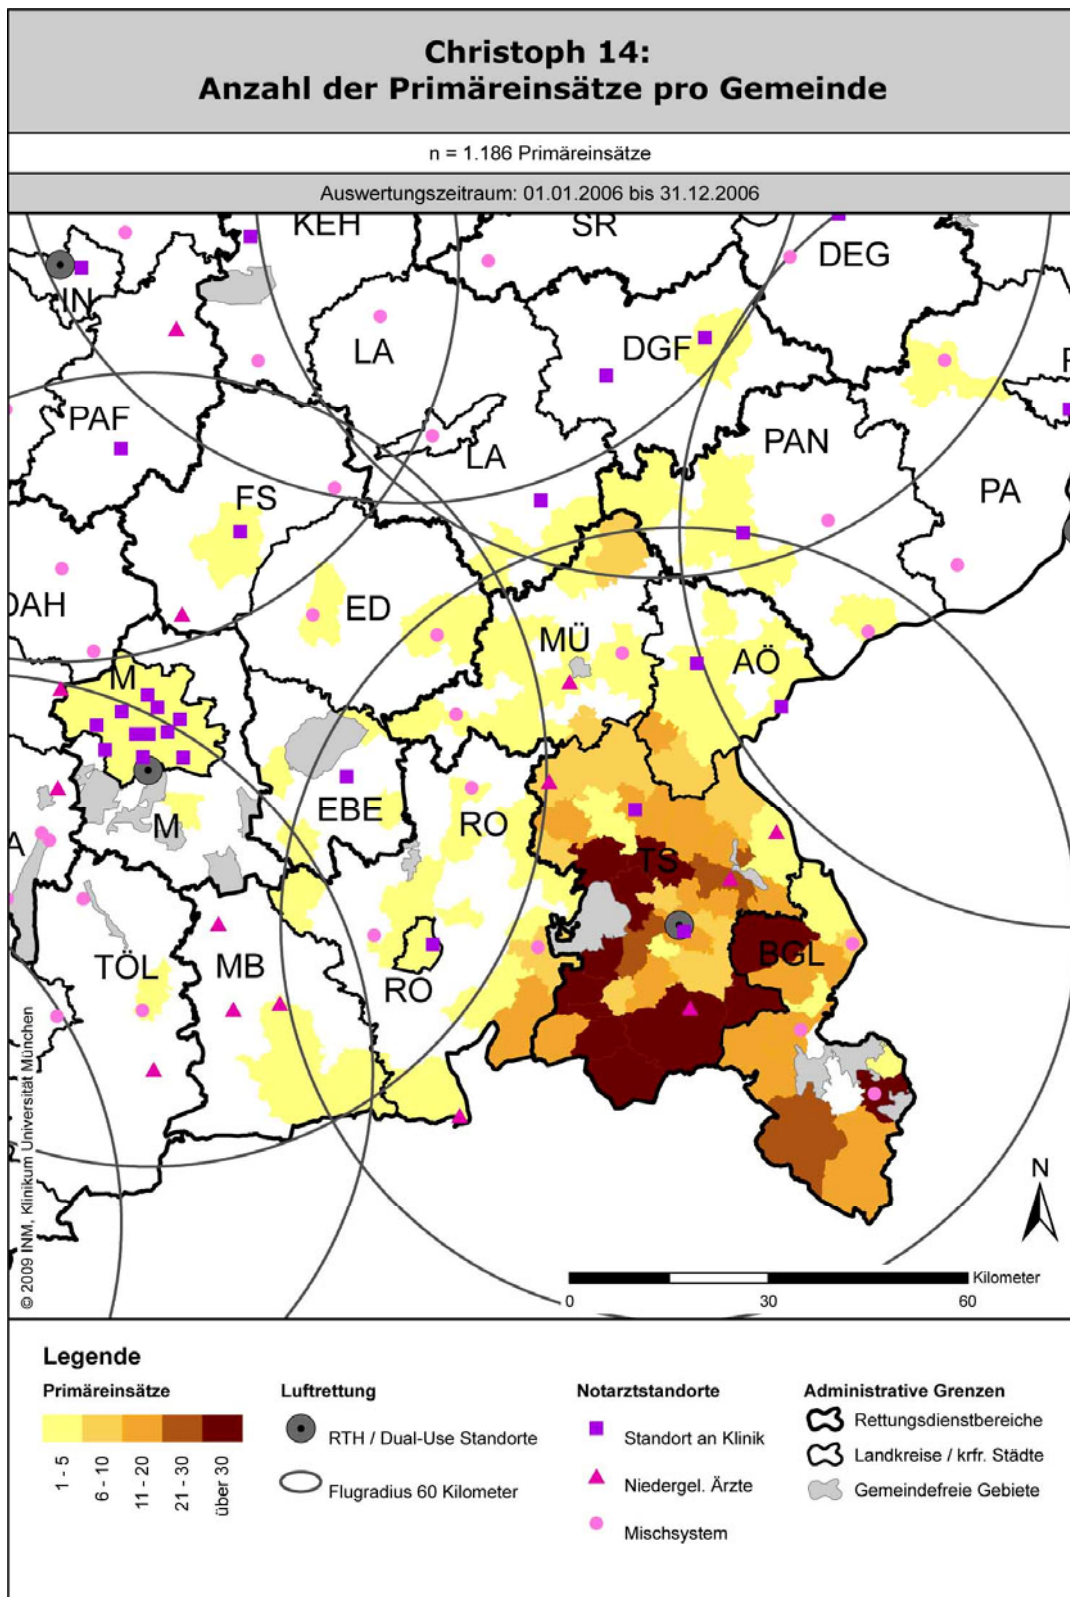 Christoph 14:
Anzahl der Primäreinsätze pro Gemeinde
n = 1.186 Primäreinsätze
Auswertungszeitraum: 01.01.2006 bis 31.12.2006
KEH
SR
DEG
IN
LA
DGF
PAF
PAN
LA
FS
PA
DAH
ED
MÜ
AÖ
M
EBE
RO
M
A
TS
BGL
TÖL
MB
RO
N
© 2009 INM, Klinikum Universität München
Kilometer
0 30 60
Legende
Primäreinsätze
1 - 5
6 - 10
11 - 20
21 - 30
über 30
Luftrettung
RTH / Dual-Use Standorte
Flugradius 60 Kilometer
Notarztstandorte
Standort an Klinik
Niedergel. Ärzte
Mischsystem
Administrative Grenzen
Rettungsdienstbereiche
Landkreise / krfr. Städte
Gemeindefreie Gebiete